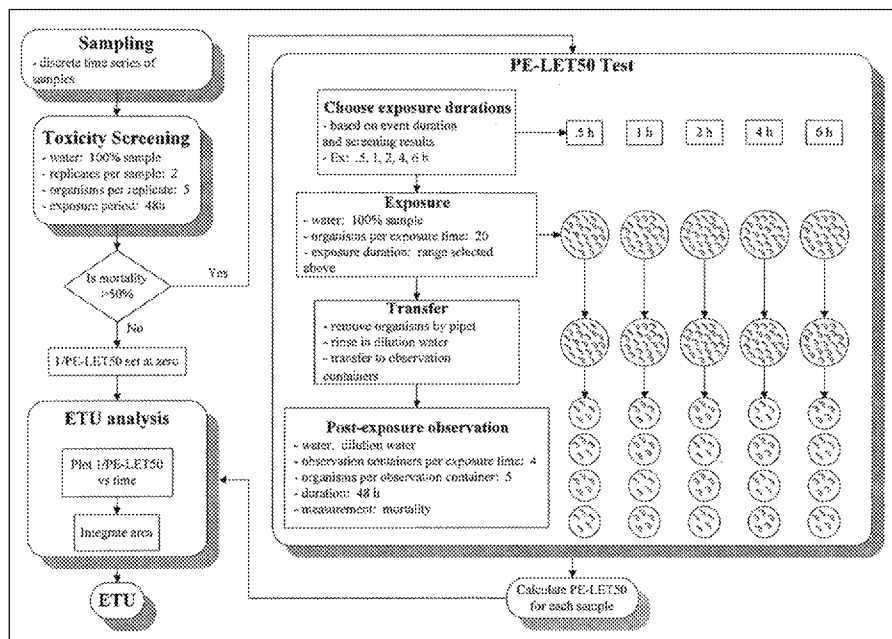 Sampling
- discrete time series of
samples
Toxicity Screening
- water: 100% sample
- replicates per sample: 2
- organisms per replicate: 5
- exposure period: 48h
Is mortality
>50%
Yes
No
1/PE-LET50 set at zero
ETU analysis
Plot 1/PE-LET50
vs time
Integrate area
ETU
PE-LET50 Test
Choose exposure durations
- based on event duration
and screening results
- Ex: .5, 1, 2, 4, 6 h
.5 h
1 h
2 h
4 h
6 h
Exposure
- water: 100% sample
- organisms per exposure time: 20
- exposure duration: range selected
above
Transfer
- remove organisms by pipet
- rinse in dilution water
- transfer to observation
containers
Post-exposure observation
- water: dilution water
- observation containers per exposure time: 4
- organisms per observation container: 5
- duration: 48 h
- measurement: mortality
Calculate PE-LET50
for each sample